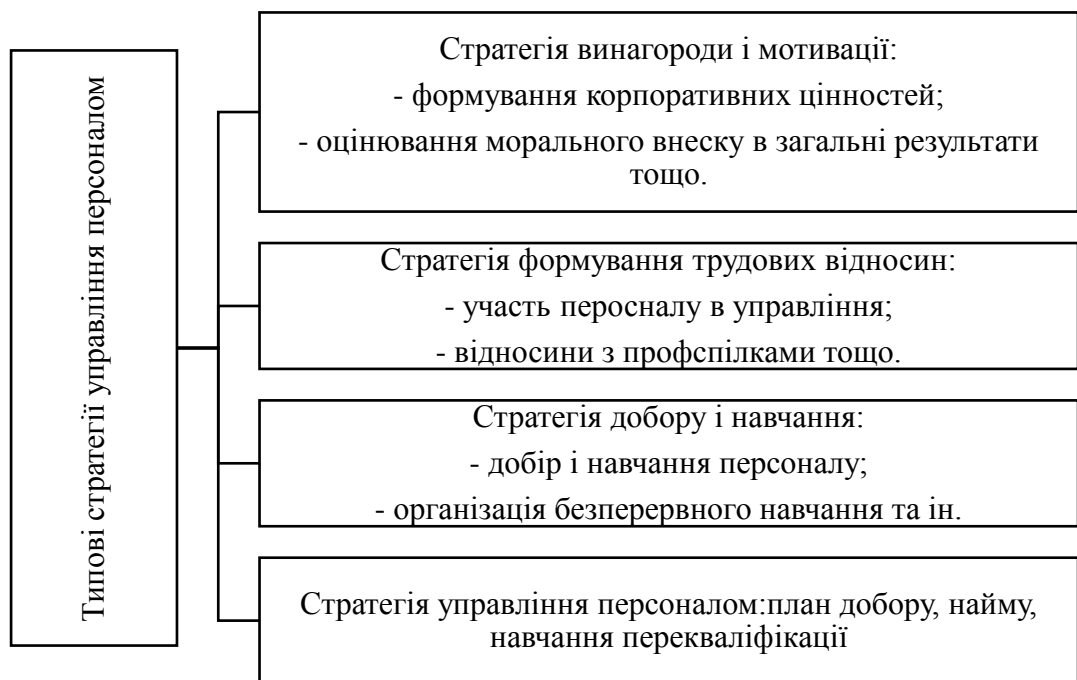 Типові стратегії управління персоналом
Стратегія винагороди і мотивації:
- формування корпоративних цінностей;
- оцінювання морального внеску в загальні результати
тощо.
Стратегія формування трудових відносин:
- участь перосналу в управління;
- відносини з профспілками тощо.
Стратегія добору і навчання:
- добір і навчання персоналу;
- організація безперервного навчання та ін.
Стратегія управління персоналом:план добору, найму,
навчання перекваліфікації